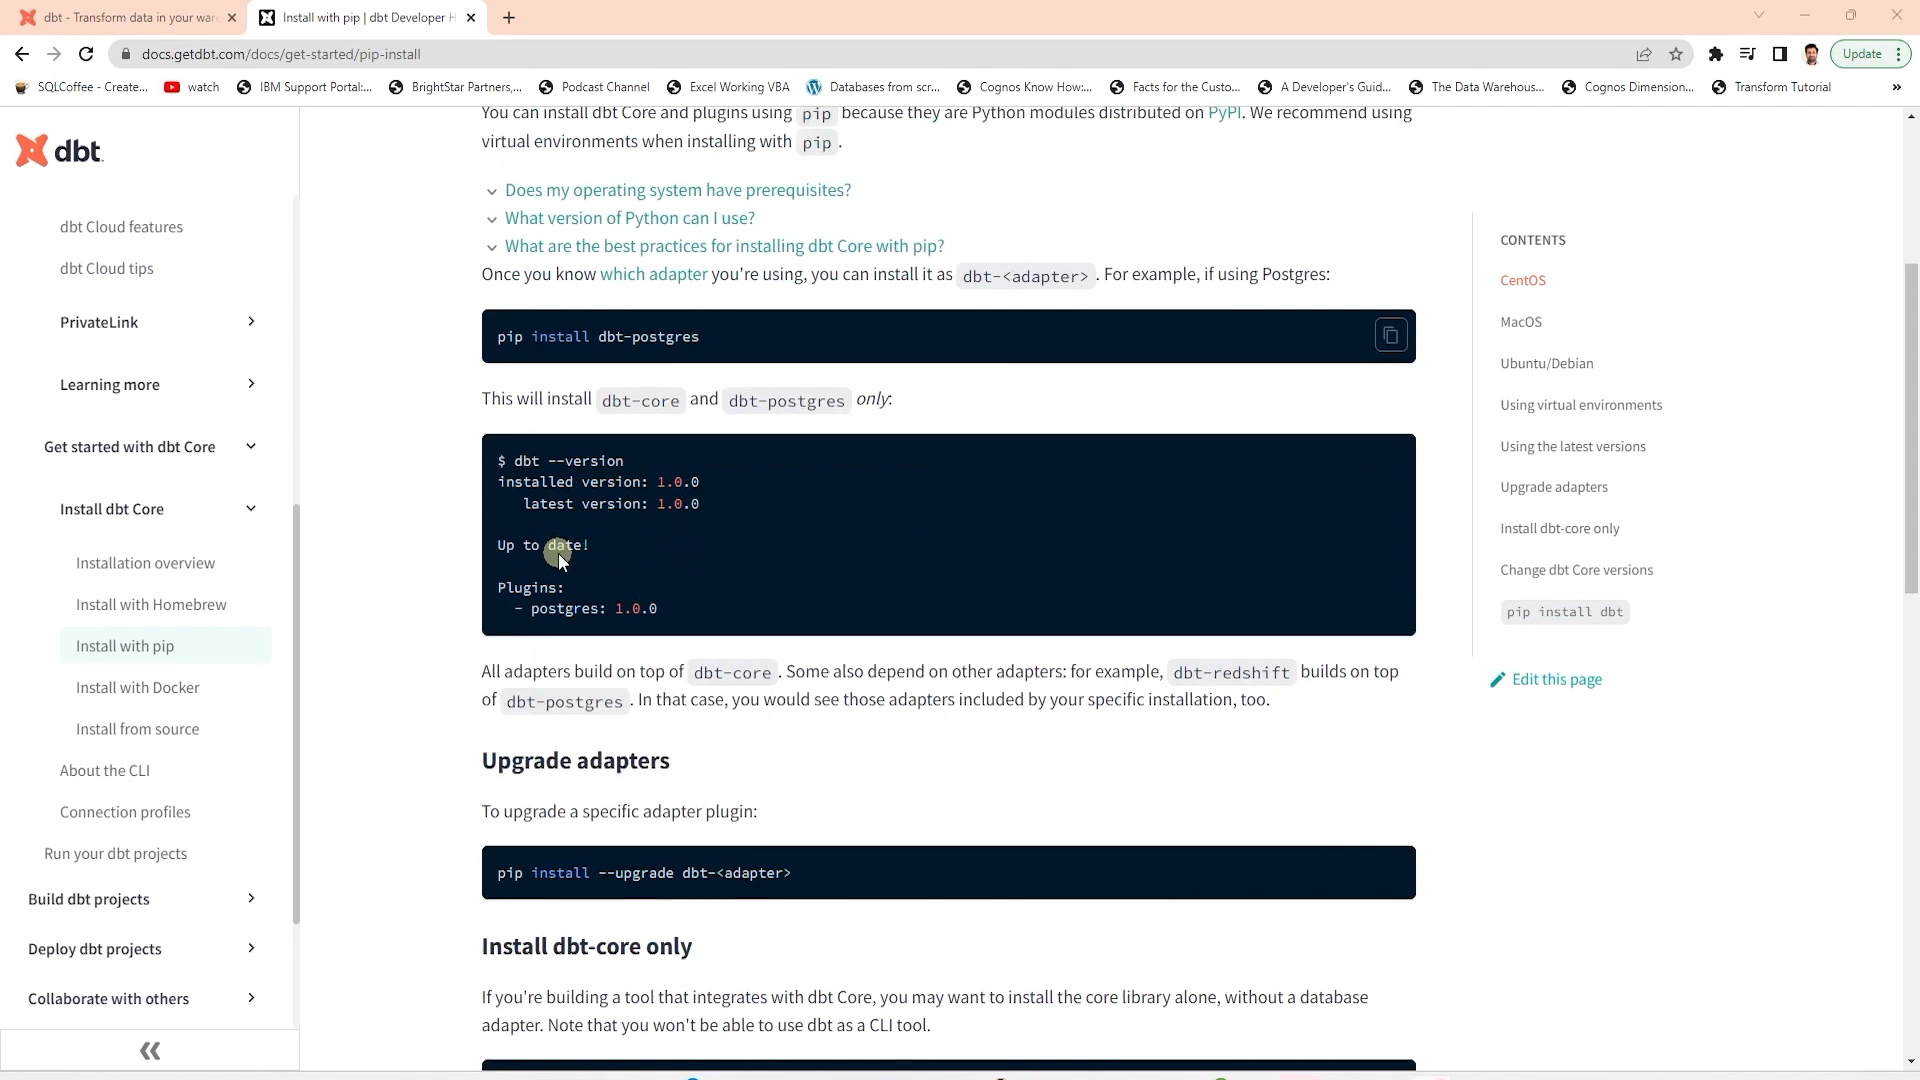 dbt - Transform data in your war
Install with pip | dbt Developer H
docs.getdbt.com/docs/get-started/pip-install
Update
SQLCoffee - Create...
watch
IBM Support Portal:...
BrightStar Partners,...
Podcast Channel
Excel Working VBA
Databases from scr...
Cognos Know How:...
Facts for the Custo...
A Developer's Guid...
The Data Warehous...
Cognos Dimension...
Transform Tutorial
»
dbt
dbt Cloud features
dbt Cloud tips
PrivateLink
Learning more
Get started with dbt Core
Install dbt Core
Installation overview
Install with Homebrew
Install with pip
Install with Docker
Install from source
About the CLI
Connection profiles
Run your dbt projects
Build dbt projects
Deploy dbt projects
Collaborate with others
You can install dbt Core and plugins using pip because they are Python modules distributed on PyPI. We recommend using
virtual environments when installing with pip.
Does my operating system have prerequisites?
What version of Python can I use?
What are the best practices for installing dbt Core with pip?
Once you know which adapter you're using, you can install it as dbt-<adapter>. For example, if using Postgres:
pip install dbt-postgres
This will install dbt-core and dbt-postgres only:
$ dbt --version
installed version: 1.0.0
latest version: 1.0.0
Up to date!
Plugins:
- postgres: 1.0.0
All adapters build on top of dbt-core. Some also depend on other adapters: for example, dbt-redshift builds on top
of dbt-postgres. In that case, you would see those adapters included by your specific installation, too.
Upgrade adapters
To upgrade a specific adapter plugin:
pip install --upgrade dbt-<adapter>
Install dbt-core only
If you're building a tool that integrates with dbt Core, you may want to install the core library alone, without a database
adapter. Note that you won't be able to use dbt as a CLI tool.
CONTENTS
CentOS
MacOS
Ubuntu/Debian
Using virtual environments
Using the latest versions
Upgrade adapters
Install dbt-core only
Change dbt Core versions
pip install dbt
Edit this page